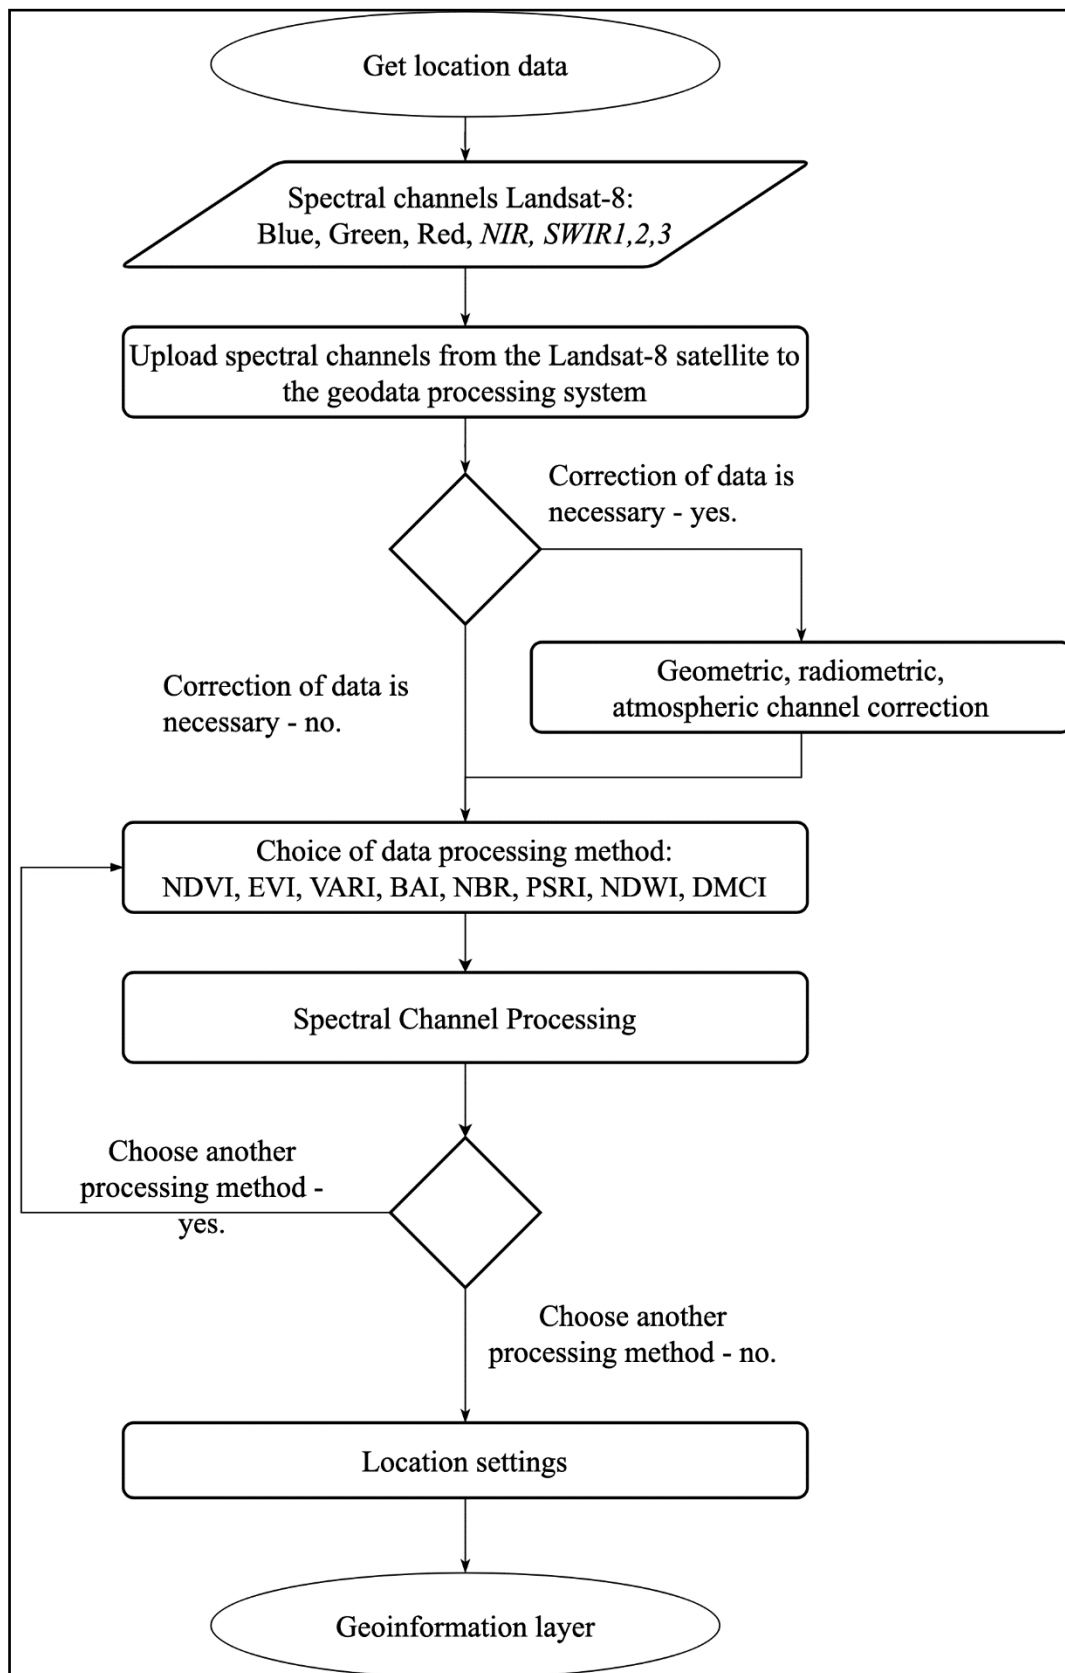 Get location data
Spectral channels Landsat-8:
Blue, Green, Red, NIR, SWIR1,2,3
Upload spectral channels from the Landsat-8 satellite to
the geodata processing system
Correction of data is
necessary - yes.
Geometric, radiometric,
atmospheric channel correction
Correction of data is
necessary - no.
Choice of data processing method:
NDVI, EVI, VARI, BAI, NBR, PSRI, NDWI, DMCI
Spectral Channel Processing
Choose another
processing method -
yes.
Choose another
processing method - no.
Location settings
Geoinformation layer